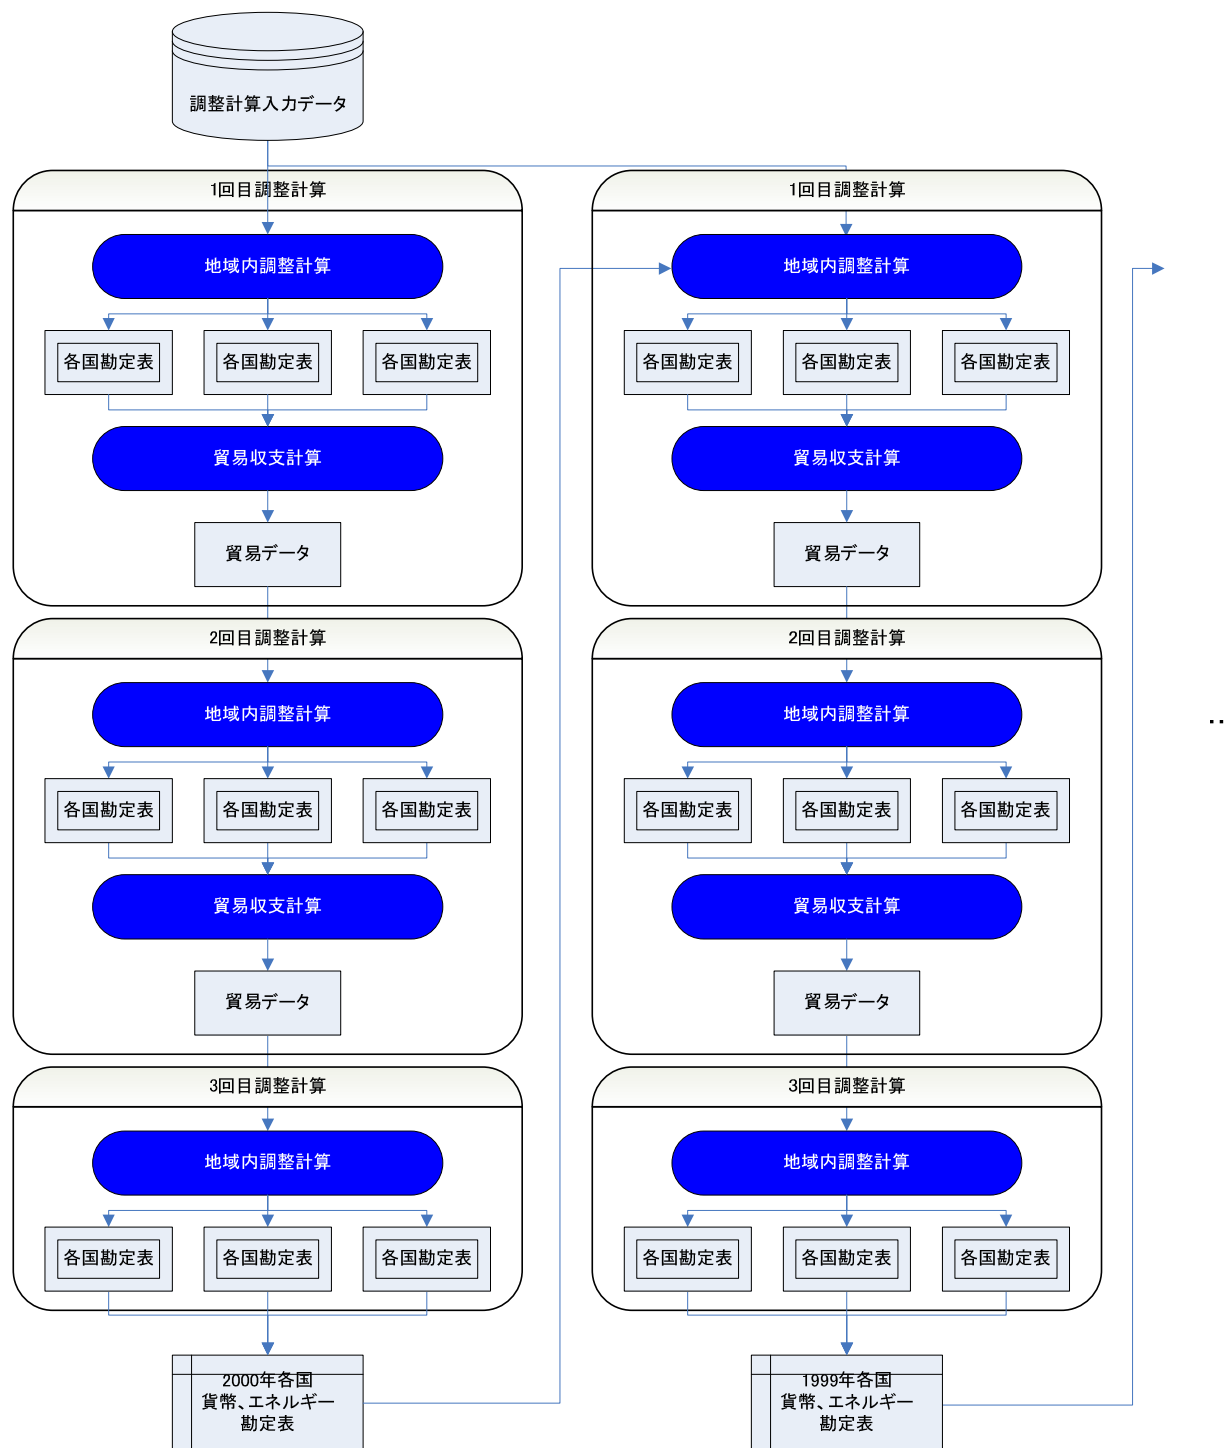 調整計算入力データ
1回目調整計算
地域内調整計算
各国勘定表
各国勘定表
各国勘定表
貿易収支計算
貿易データ
2回目調整計算
地域内調整計算
各国勘定表
各国勘定表
各国勘定表
貿易収支計算
貿易データ
3回目調整計算
地域内調整計算
各国勘定表
各国勘定表
各国勘定表
2000年各国
貨幣、エネルギー
勘定表
1回目調整計算
地域内調整計算
各国勘定表
各国勘定表
各国勘定表
貿易収支計算
貿易データ
2回目調整計算
地域内調整計算
各国勘定表
各国勘定表
各国勘定表
貿易収支計算
貿易データ
3回目調整計算
地域内調整計算
各国勘定表
各国勘定表
各国勘定表
1999年各国
貨幣、エネルギー
勘定表
..